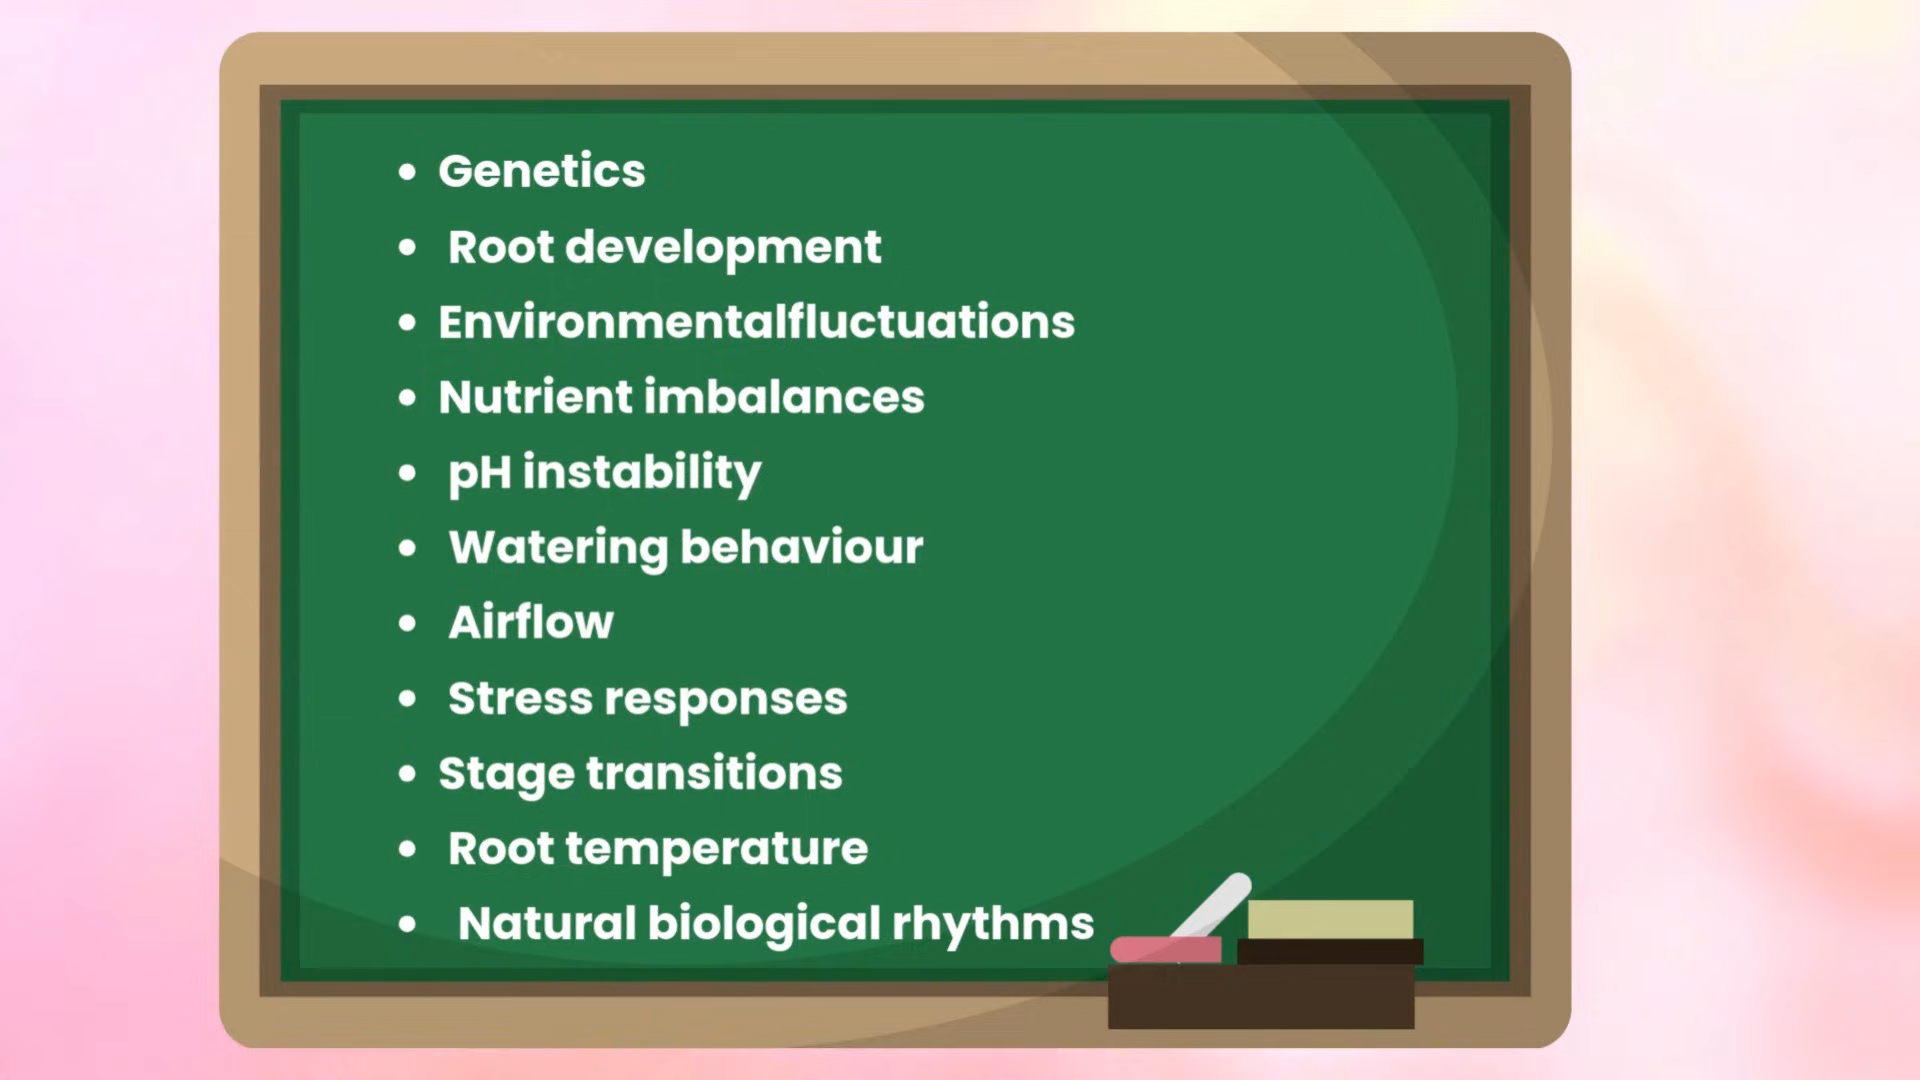 • Genetics
• Root development
• Environmentalfluctuations
• Nutrient imbalances
• pH instability
• Watering behaviour
• Airflow
• Stress responses
• Stage transitions
• Root temperature
• Natural biological rhythms